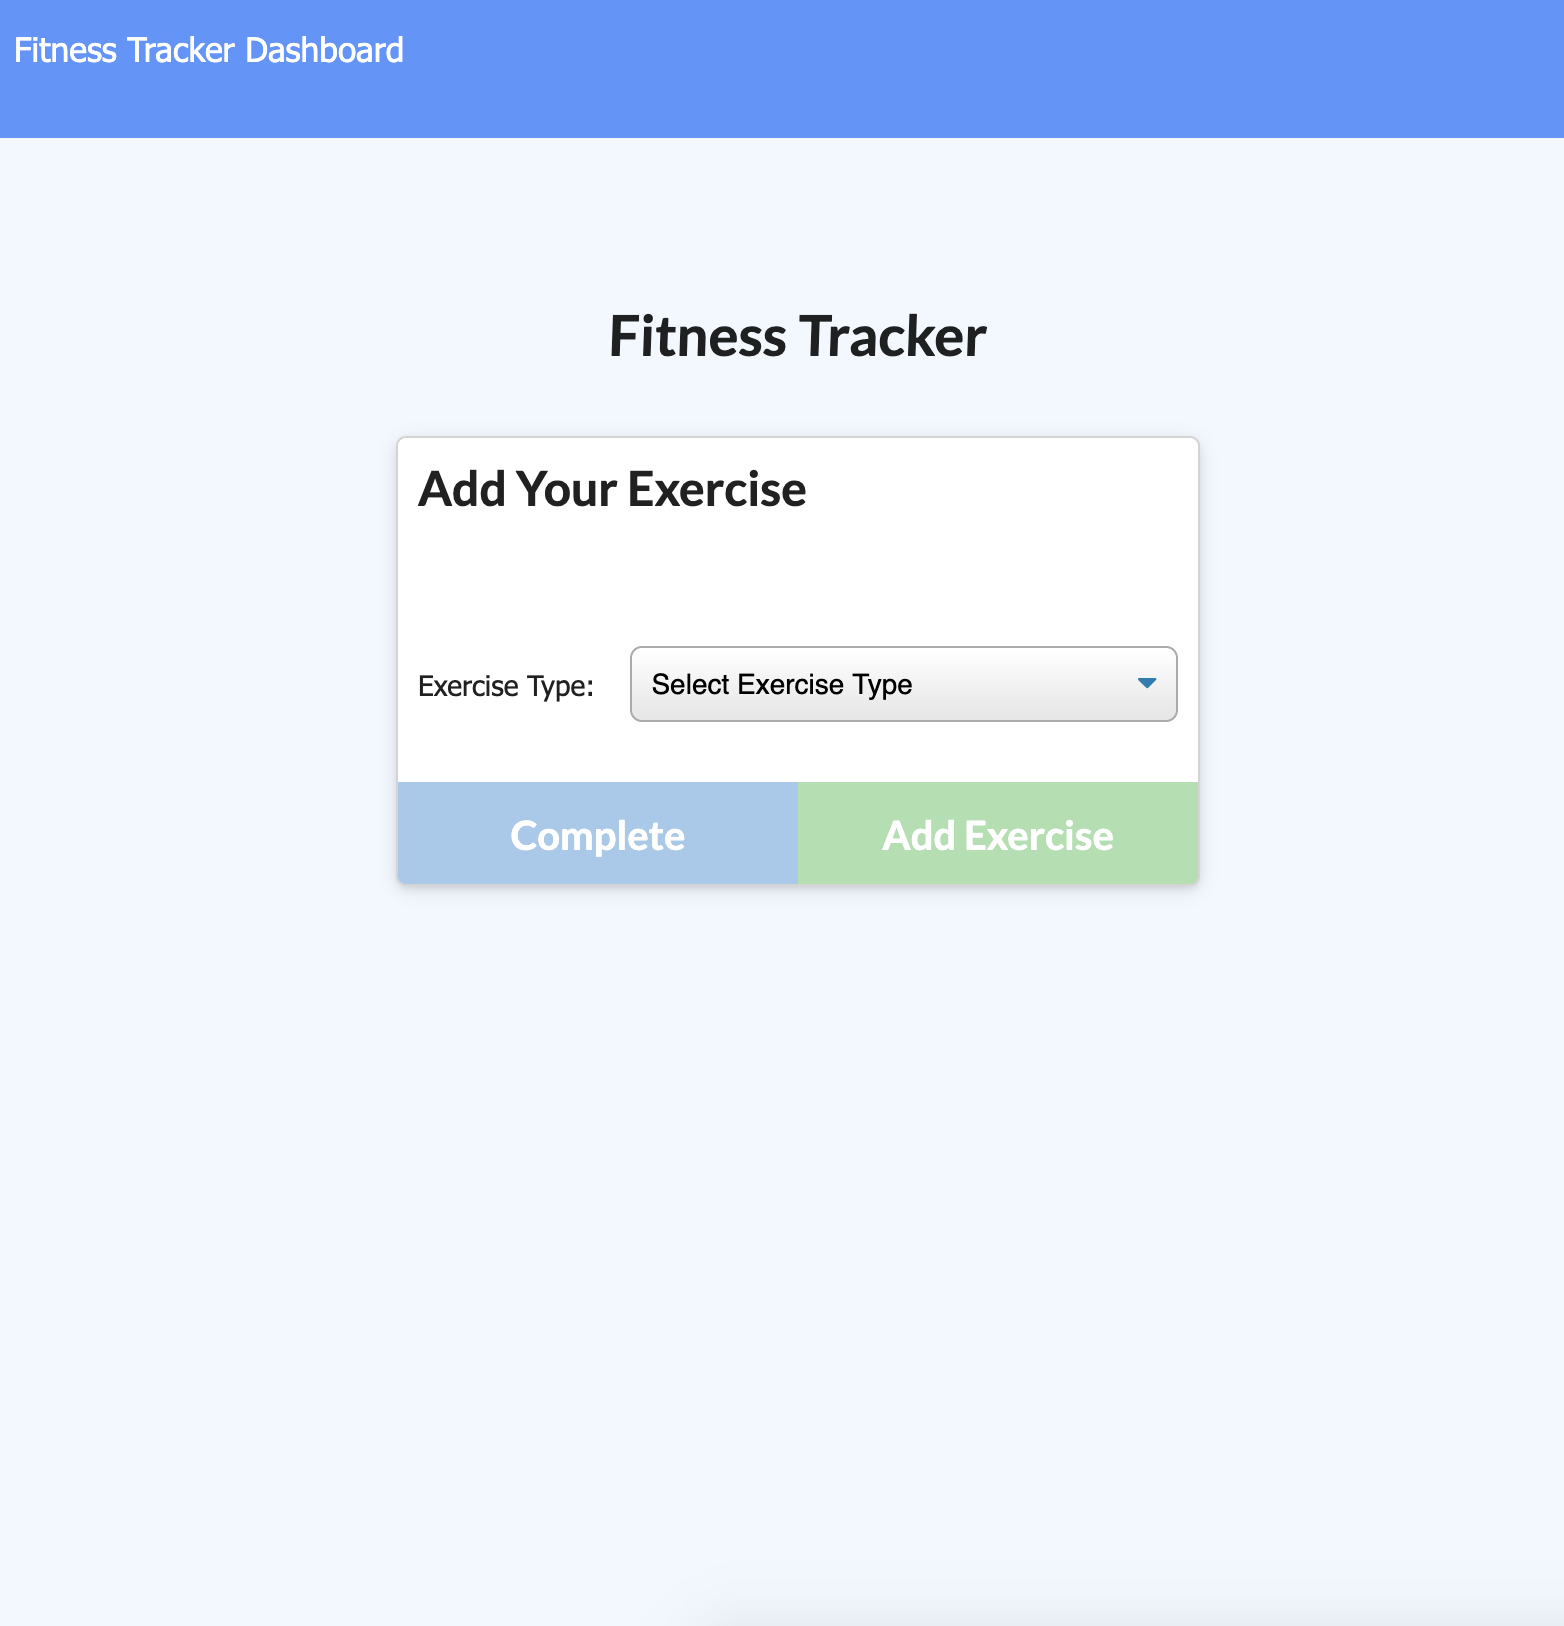 Fitness Tracker Dashboard
Fitness Tracker
Add Your Exercise
Exercise Type: Select Exercise Type
Complete Add Exercise